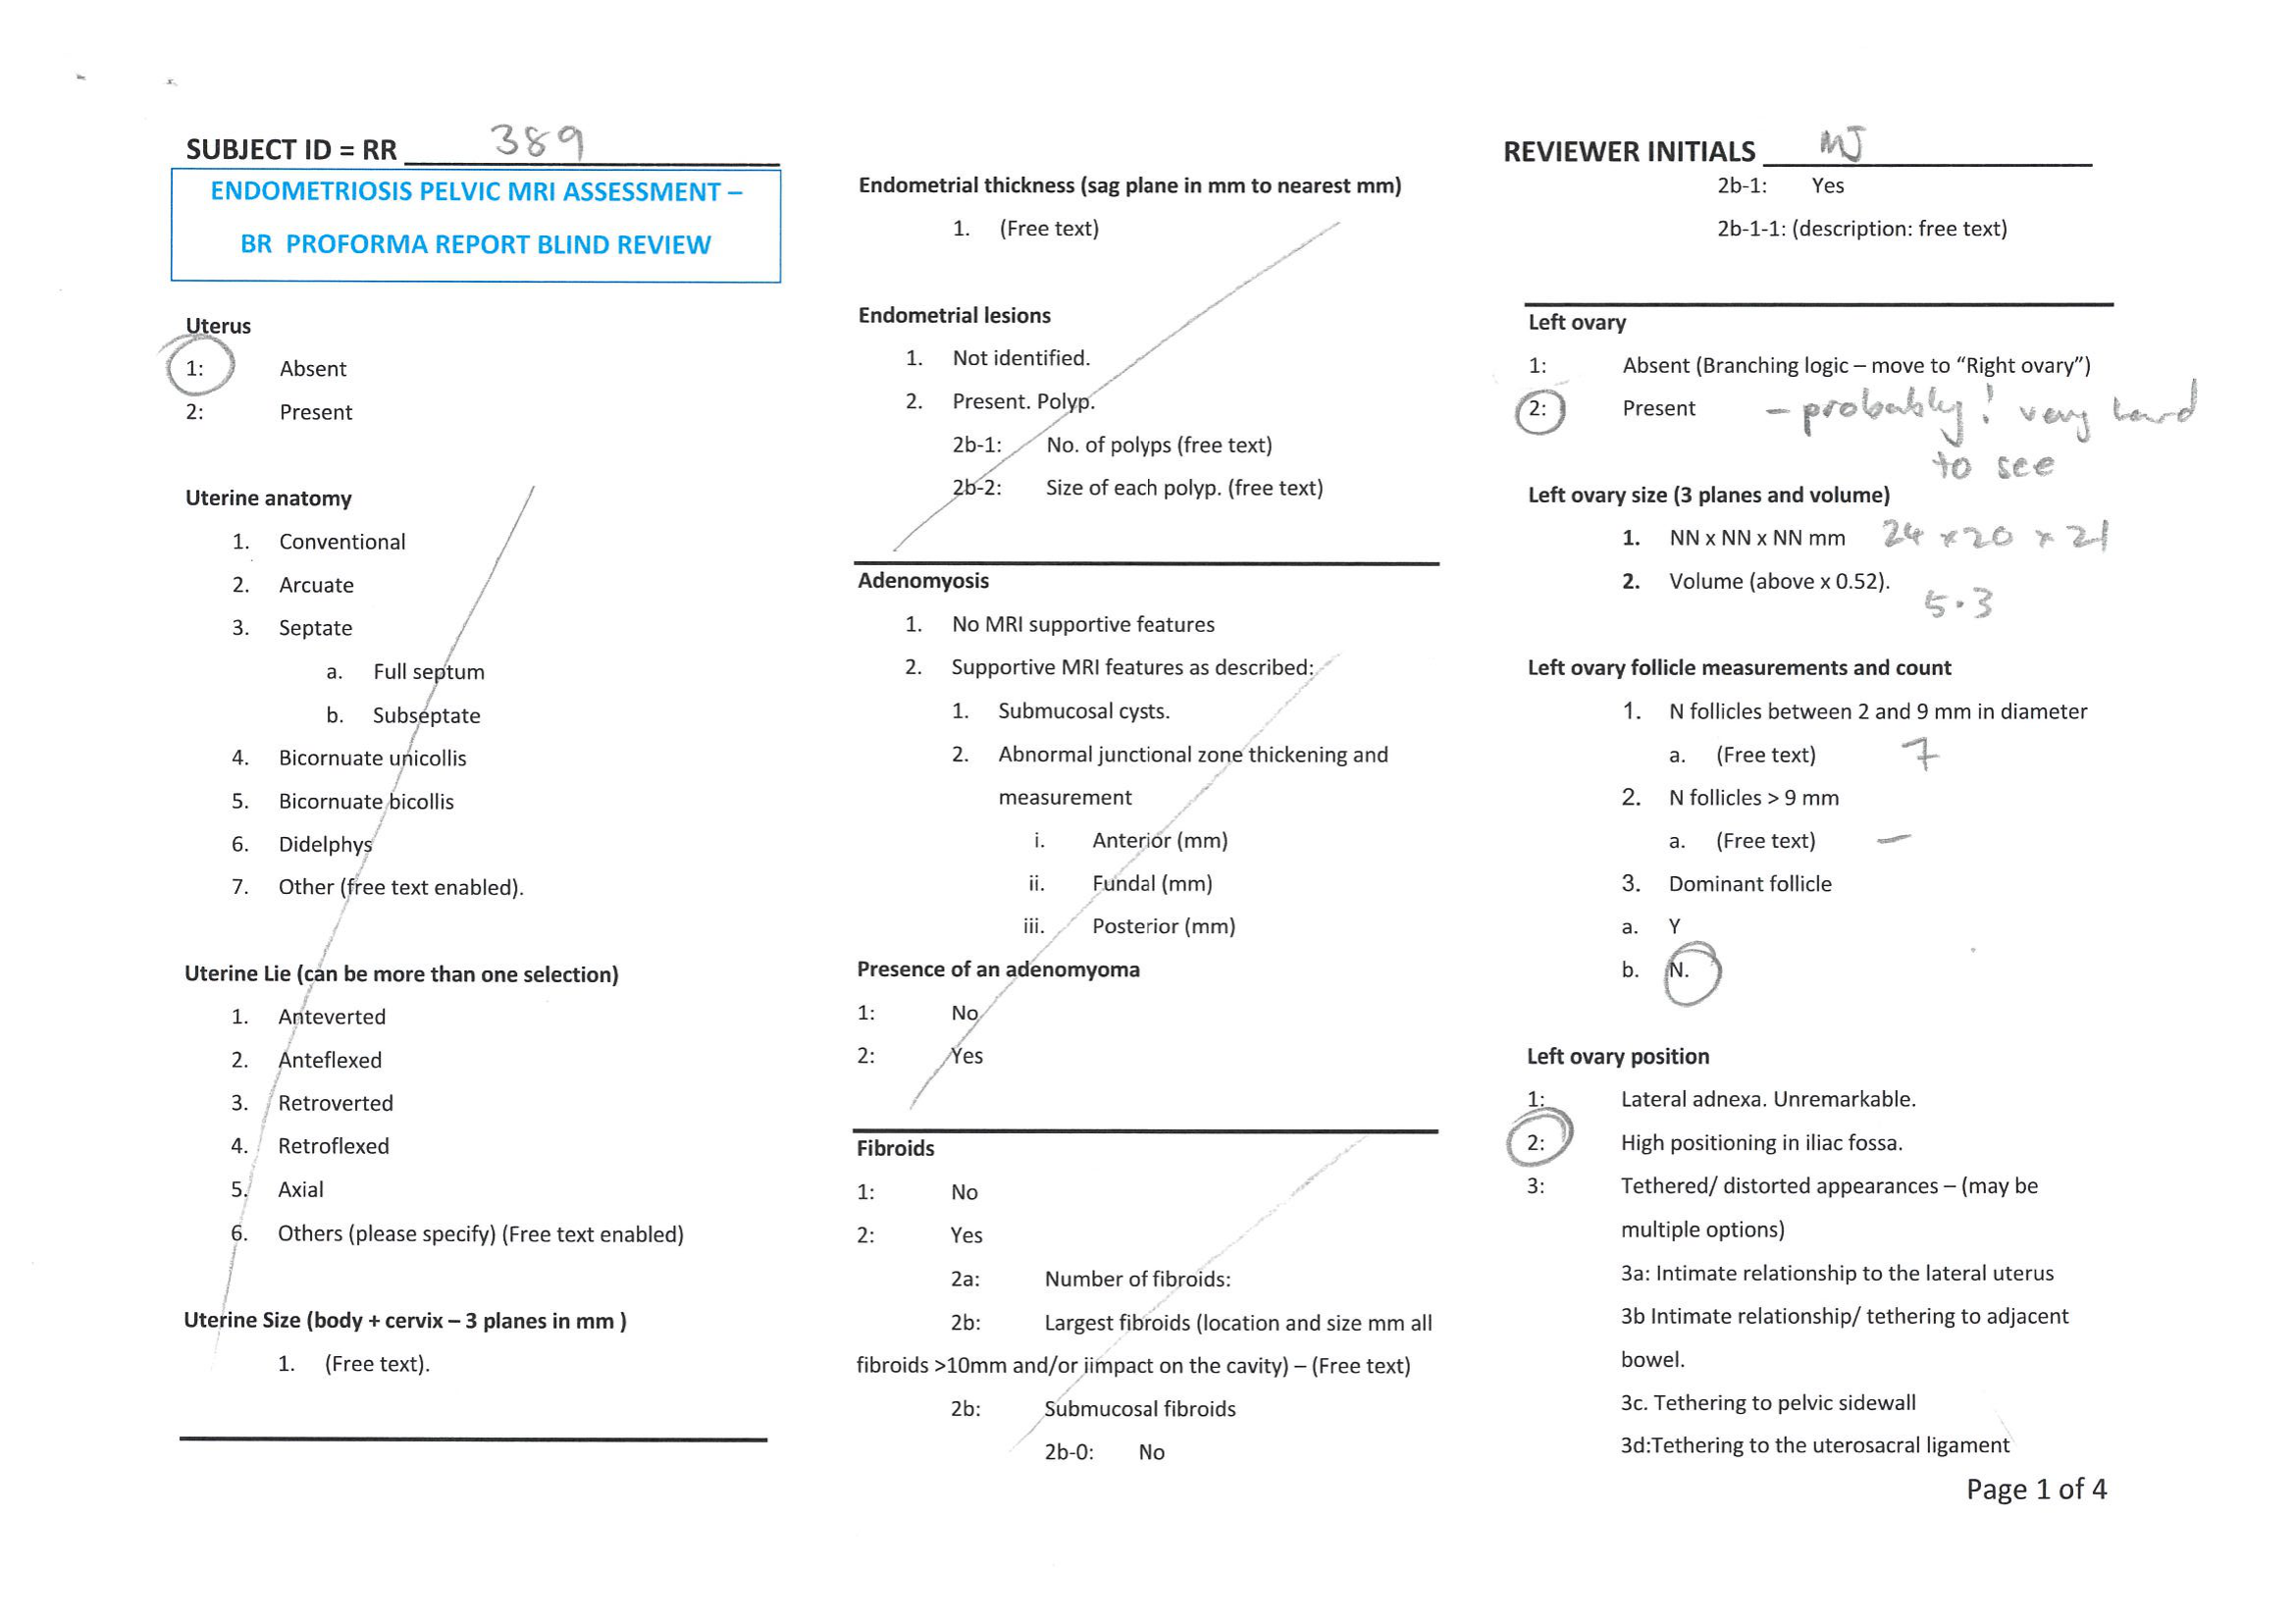 SUBJECT ID = RR 389
ENDOMETRIOSIS PELVIC MRI ASSESSMENT –
BR PROFORMA REPORT BLIND REVIEW
Uterus
1: Absent
2: Present
Uterine anatomy
1. Conventional
2. Arcuate
3. Septate
a. Full septum
b. Subseptate
4. Bicornuate unicollis
5. Bicornuate bicollis
6. Didelphys
7. Other (free text enabled).
Uterine Lie (can be more than one selection)
1. Anteverted
2. Anteflexed
3. Retroverted
4. Retroflexed
5. Axial
6. Others (please specify) (Free text enabled)
Uterine Size (body + cervix – 3 planes in mm )
1. (Free text).
Endometrial thickness (sag plane in mm to nearest mm)
1. (Free text)
Endometrial lesions
1. Not identified.
2. Present. Polyp.
2b-1: No. of polyps (free text)
2b-2: Size of each polyp. (free text)
Adenomyosis
1. No MRI supportive features
2. Supportive MRI features as described:
1. Submucosal cysts.
2. Abnormal junctional zone thickening and
measurement
i. Anterior (mm)
ii. Fundal (mm)
iii. Posterior (mm)
Presence of an adenomyoma
1: No
2: Yes
Fibroids
1: No
2: Yes
2a: Number of fibroids:
2b: Largest fibroids (location and size mm all
fibroids >10mm and/or iimpact on the cavity) – (Free text)
2b: Submucosal fibroids
2b-0: No
REVIEWER INITIALS MJ
2b-1: Yes
2b-1-1: (description: free text)
Left ovary
1: Absent (Branching logic – move to “Right ovary”)
2: Present – probably! very hard
to see
Left ovary size (3 planes and volume)
1. NN x NN x NN mm 24 x 20 x 21
2. Volume (above x 0.52).
5.3
Left ovary follicle measurements and count
1. N follicles between 2 and 9 mm in diameter
a. (Free text) 7
2. N follicles > 9 mm
a. (Free text) –
3. Dominant follicle
a. Y
b. N.
Left ovary position
1: Lateral adnexa. Unremarkable.
2: High positioning in iliac fossa.
3: Tethered/ distorted appearances – (may be
multiple options)
3a: Intimate relationship to the lateral uterus
3b Intimate relationship/ tethering to adjacent
bowel.
3c. Tethering to pelvic sidewall
3d:Tethering to the uterosacral ligament
Page 1 of 4